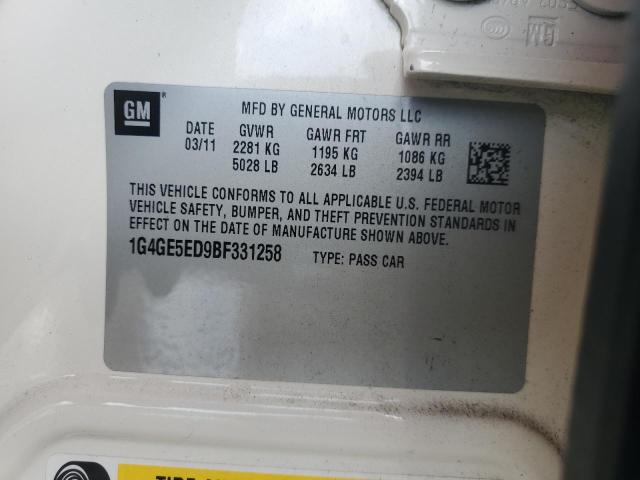 GM
GM ®
MFD BY GENERAL MOTORS LLC
DATE GVWR GAWR FRT GAWR RR
03/11 2281 KG 1195 KG 1086 KG
5028 LB 2634 LB 2394 LB
THIS VEHICLE CONFORMS TO ALL APPLICABLE U.S. FEDERAL MOTOR
VEHICLE SAFETY, BUMPER, AND THEFT PREVENTION STANDARDS IN
EFFECT ON THE DATE OF MANUFACTURE SHOWN ABOVE.
1G4GE5ED9BF331258 TYPE: PASS CAR